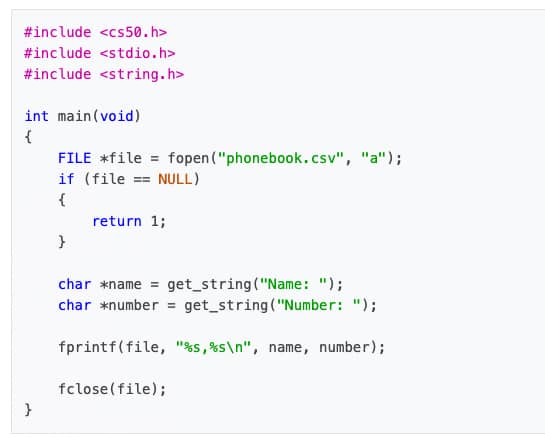 #include <cs50.h>
#include <stdio.h>
#include <string.h>

int main(void)
{
    FILE *file = fopen("phonebook.csv", "a");
    if (file == NULL)
    {
        return 1;
    }

    char *name = get_string("Name: ");
    char *number = get_string("Number: ");

    fprintf(file, "%s,%s\n", name, number);

    fclose(file);
}